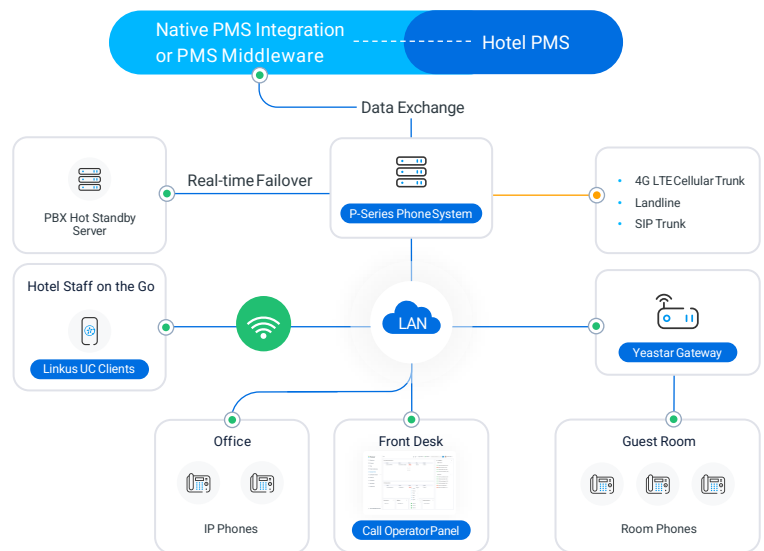 Native PMS Integration
or PMS Middleware
Hotel PMS
Data Exchange
Real-time Failover
PBX Hot Standby
Server
P-Series Phone System
4G LTE Cellular Trunk
Landline
SIP Trunk
Hotel Staff on the Go
Linkus UC Clients
LAN
Yeastar Gateway
Office
IP Phones
Front Desk
Call Operator Panel
Guest Room
Room Phones